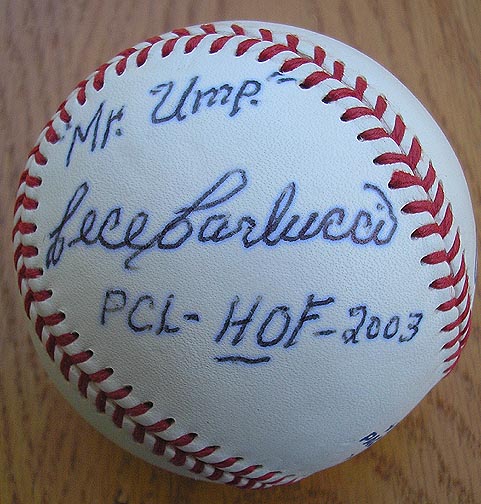 "Mr. "Ump."-
Cece Carlucci
PCL- HOF-2003